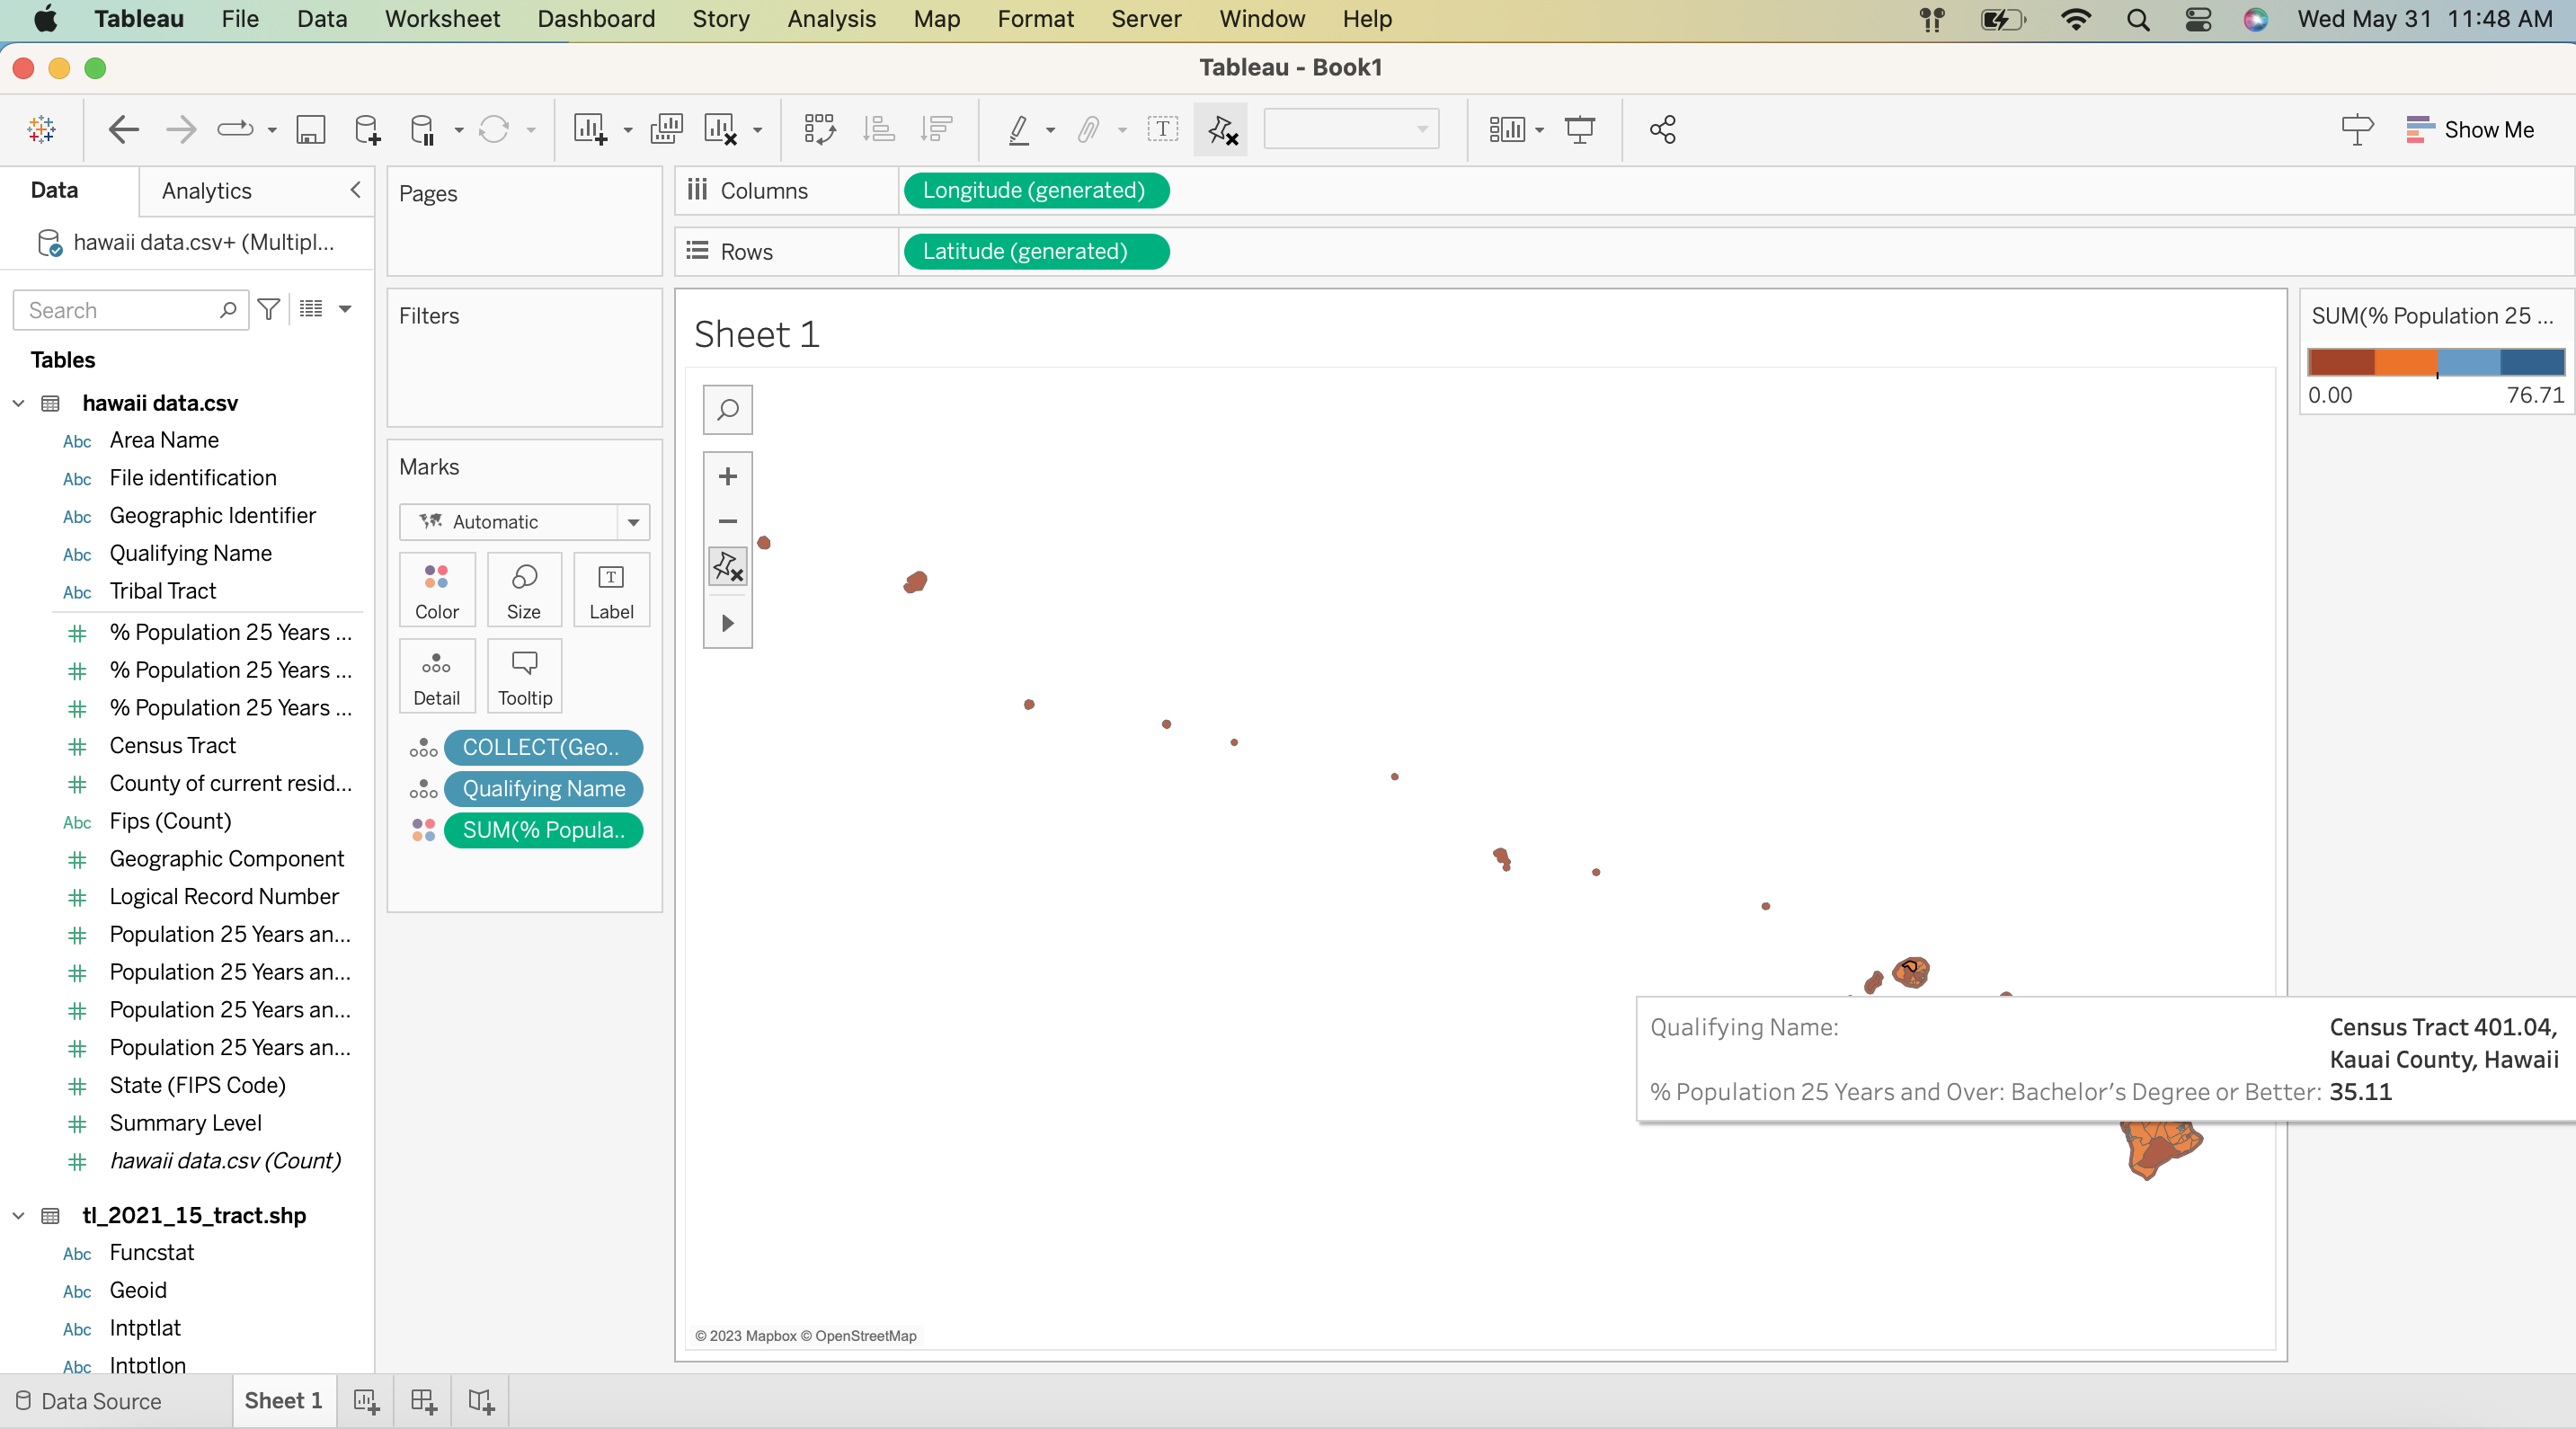 Tableau File Data Worksheet Dashboard Story Analysis Map Format Server Window Help Wed May 31 11:48 AM
Tableau - Book1
Show Me
Data Analytics
hawaii data.csv+ (Multipl...
Search
Tables
hawaii data.csv
Abc Area Name
Abc File identification
Abc Geographic Identifier
Abc Qualifying Name
Abc Tribal Tract
# % Population 25 Years ...
# % Population 25 Years ...
# % Population 25 Years ...
# Census Tract
# County of current resid...
Abc Fips (Count)
# Geographic Component
# Logical Record Number
# Population 25 Years an...
# Population 25 Years an...
# Population 25 Years an...
# Population 25 Years an...
# State (FIPS Code)
# Summary Level
# hawaii data.csv (Count)
tl_2021_15_tract.shp
Abc Funcstat
Abc Geoid
Abc Intptlat
Abc Intptlon
Pages
Filters
Marks
Automatic
Color Size Label
Detail Tooltip
COLLECT(Geo..
Qualifying Name
SUM(% Popula..
Columns Longitude (generated)
Rows Latitude (generated)
Sheet 1
Qualifying Name: Census Tract 401.04,
Kauai County, Hawaii
% Population 25 Years and Over: Bachelor's Degree or Better: 35.11
© 2023 Mapbox © OpenStreetMap
SUM(% Population 25 ...
0.00 76.71
Data Source Sheet 1